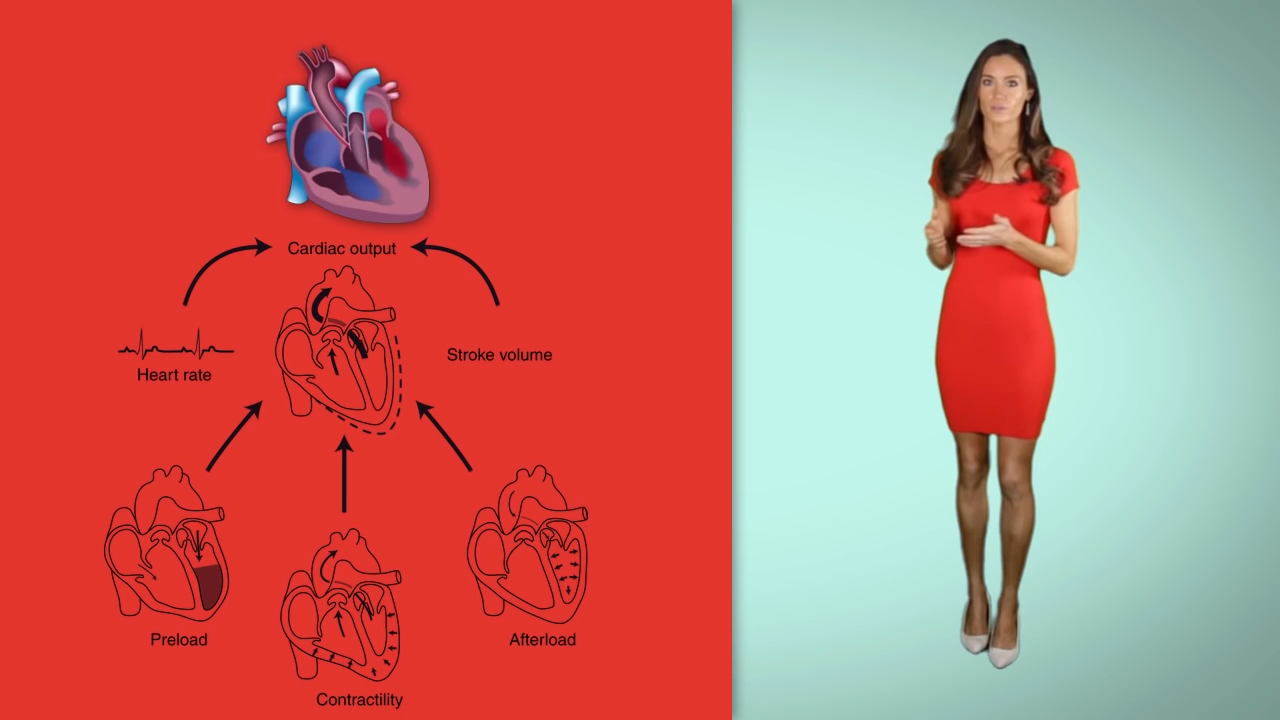 Cardiac output
Heart rate
Stroke volume
Preload
Afterload
Contractility